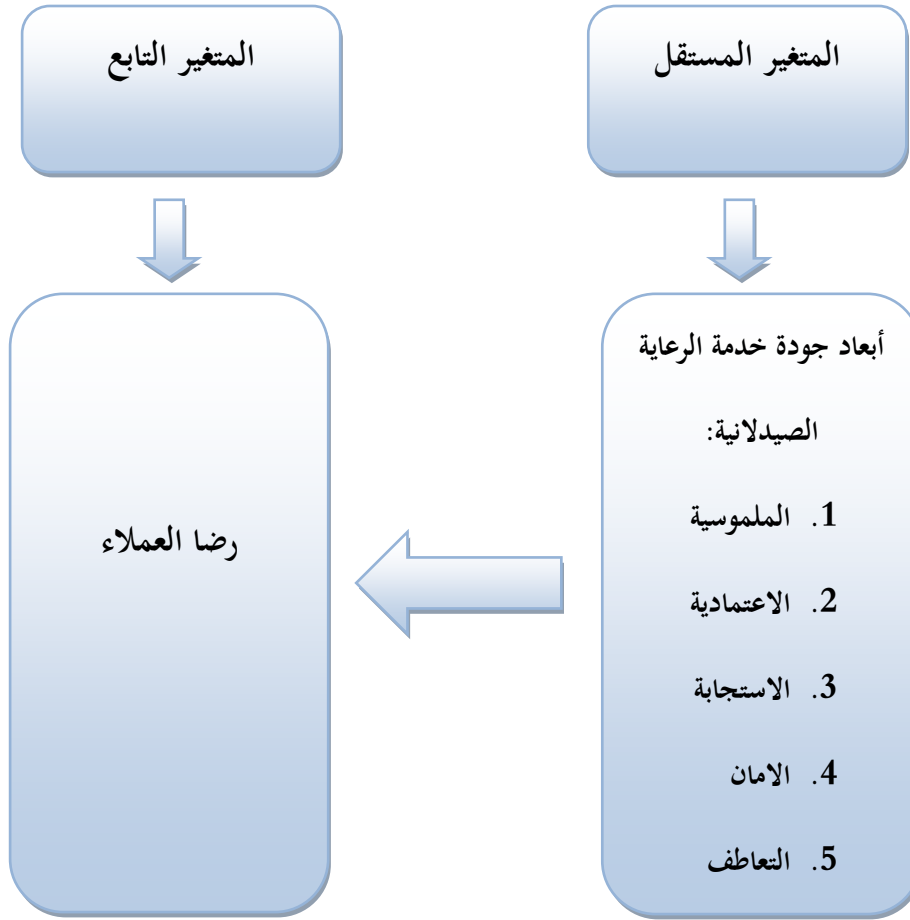 المتغير المستقل
المتغير التابع
أبعاد جودة خدمة الرعاية
الصيدلانية:
1. الملموسية
2. الاعتمادية
3. الاستجابة
4. الامان
5. التعاطف
رضا العملاء